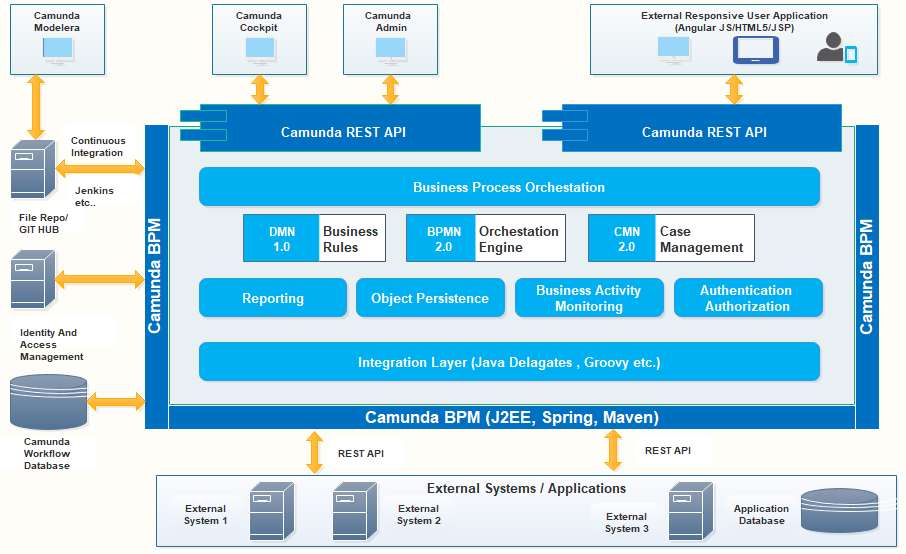 Camunda
Modelera
Camunda
Cockpit
Camunda
Admin
External Responsive User Application
(Angular JS/HTML5/JSP)
Camunda REST API
Camunda REST API
Continuous
Integration
Jenkins
etc..
File Repo/
GIT HUB
Camunda BPM
Business Process Orchestation
DMN
1.0
Business
Rules
BPMN
2.0
Orchestation
Engine
CMN
2.0
Case
Management
Camunda BPM
Reporting
Object Persistence
Business Activity
Monitoring
Authentication
Authorization
Identity And
Access
Management
Integration Layer (Java Delagates , Groovy etc.)
Camunda BPM (J2EE, Spring, Maven)
Camunda
Workflow
Database
REST API
REST API
External Systems / Applications
External
System 1
External
System 2
External
System 3
Application
Database